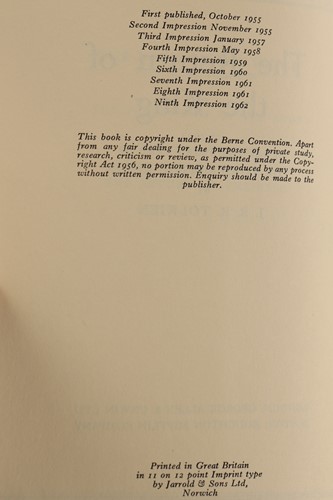 First published, October 1955
Second Impression November 1955
Third Impression January 1957
Fourth Impression May 1958
Fifth Impression 1959
Sixth Impression 1960
Seventh Impression 1961
Eighth Impression 1961
Ninth Impression 1962
This book is copyright under the Berne Convention. Apart
from any fair dealing for the purposes of private study,
research, criticism or review, as permitted under the Copy-
right Act 1956, no portion may be reproduced by any process
without written permission. Enquiry should be made to the
publisher.
Printed in Great Britain
in 11 on 12 point Imprint type
by Jarrold & Sons Ltd,
Norwich